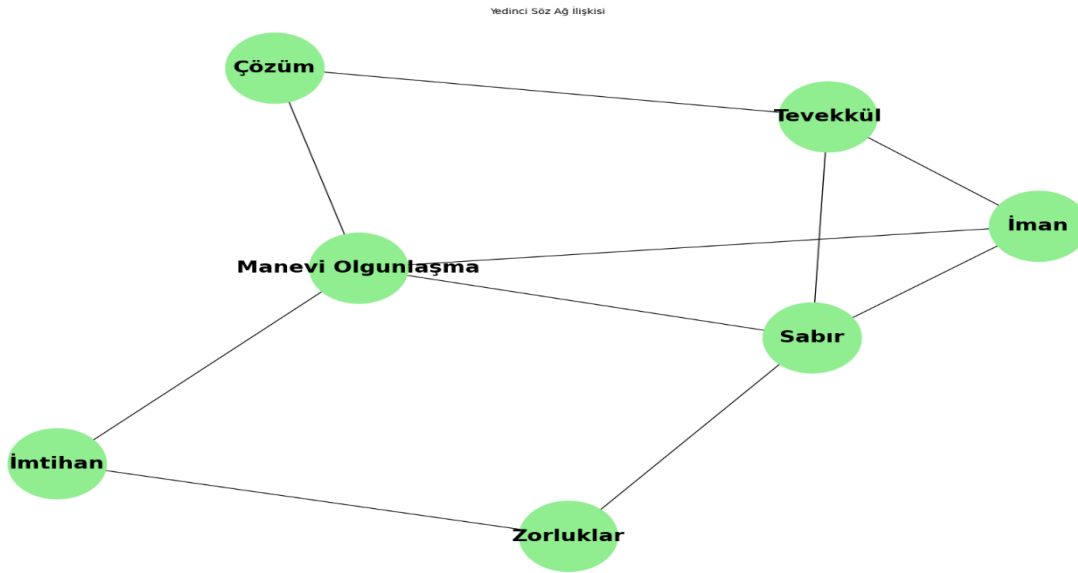 Yedinci Söz Ağ İlişkisi
Çözüm
Tevekkül
İman
Manevi Olgunlaşma
Sabır
İmtihan
Zorluklar